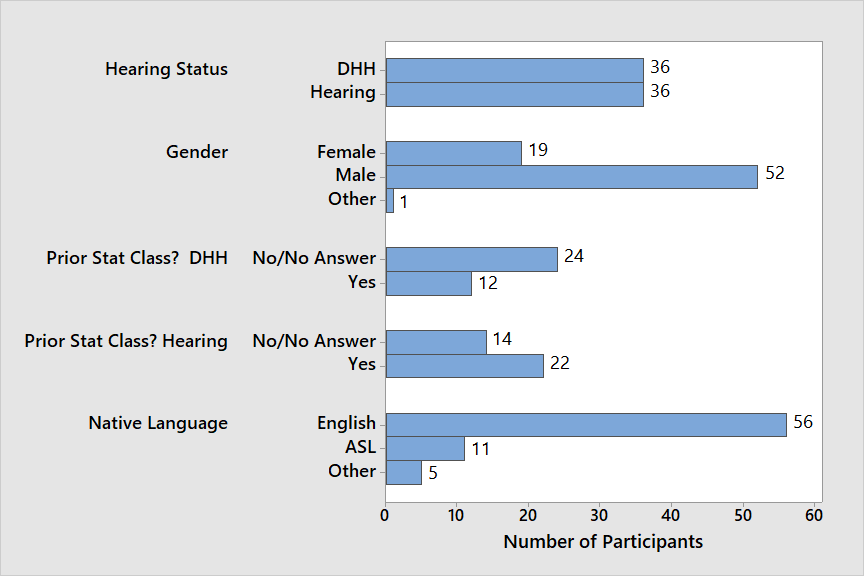 Hearing Status DHH 36
Hearing 36
Gender Female 19
Male 52
Other 1
Prior Stat Class? DHH No/No Answer 24
Yes 12
Prior Stat Class? Hearing No/No Answer 14
Yes 22
Native Language English 56
ASL 11
Other 5
0 10 20 30 40 50 60
Number of Participants